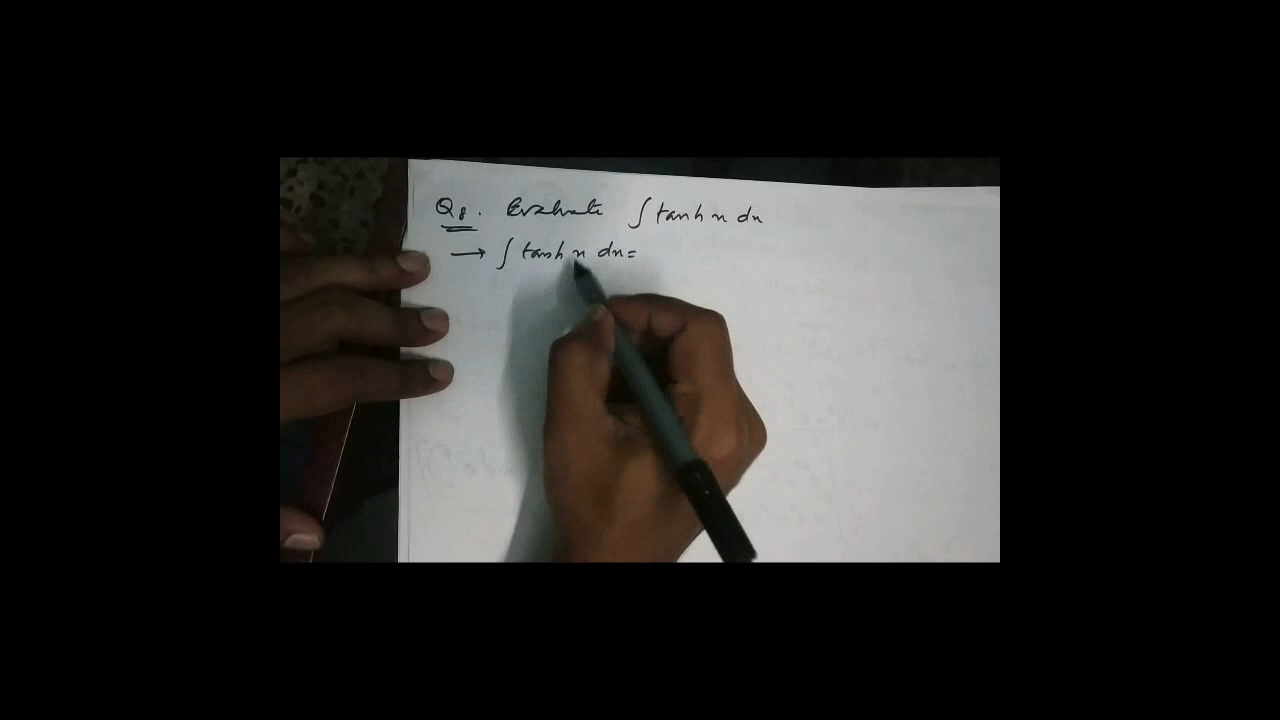 Q8. Evaluate ∫ tanh x dx
→ ∫ tanh x dx =